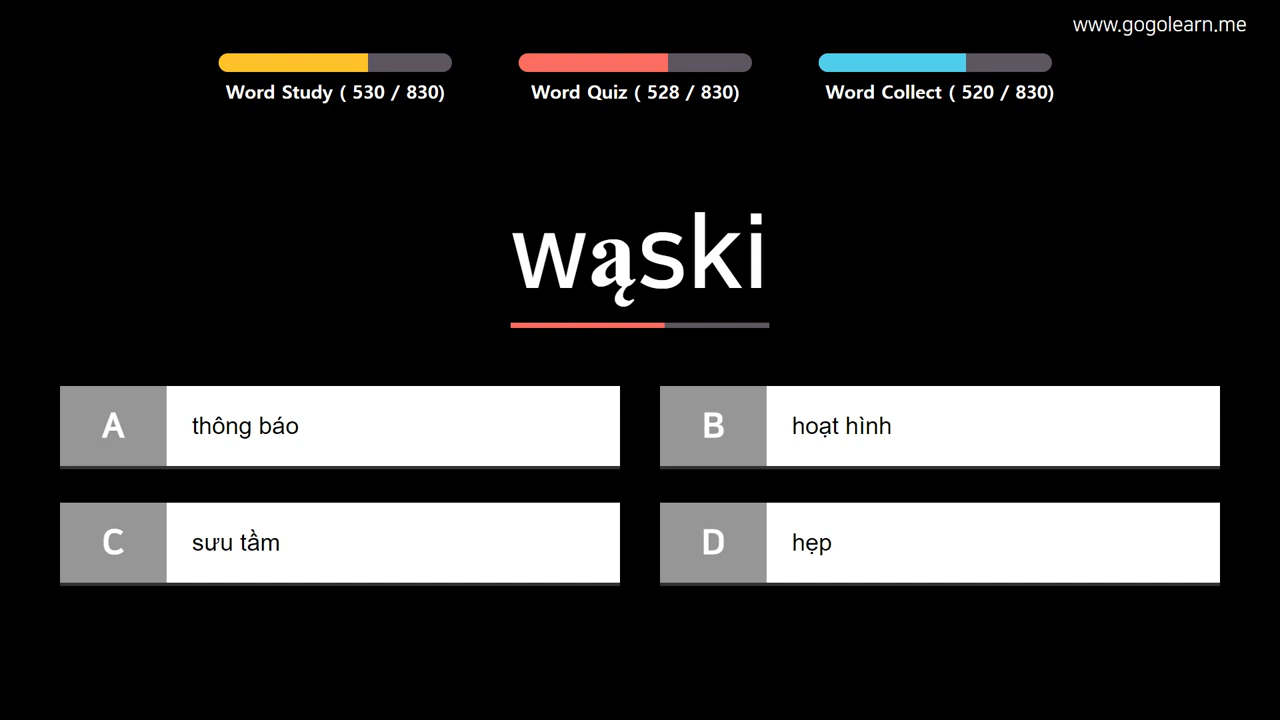 www.gogolearn.me
Word Study ( 530 / 830)
Word Quiz ( 528 / 830)
Word Collect ( 520 / 830)
wąski
A
thông báo
B
hoạt hình
C
sưu tầm
D
hẹp